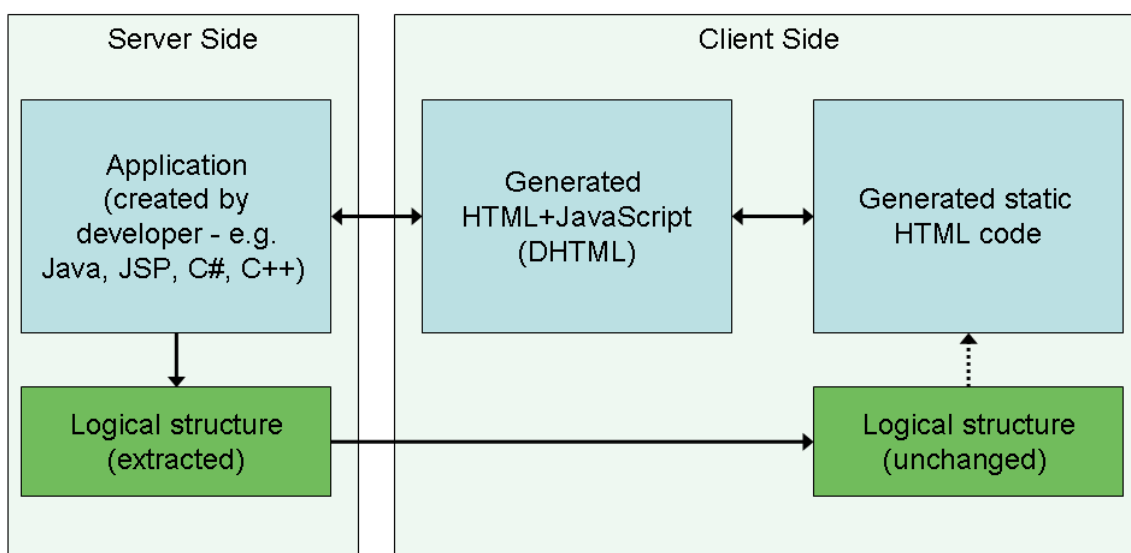 Server Side
Client Side
Application
(created by
developer - e.g.
Java, JSP, C#, C++)
Generated
HTML+JavaScript
(DHTML)
Generated static
HTML code
Logical structure
(extracted)
Logical structure
(unchanged)